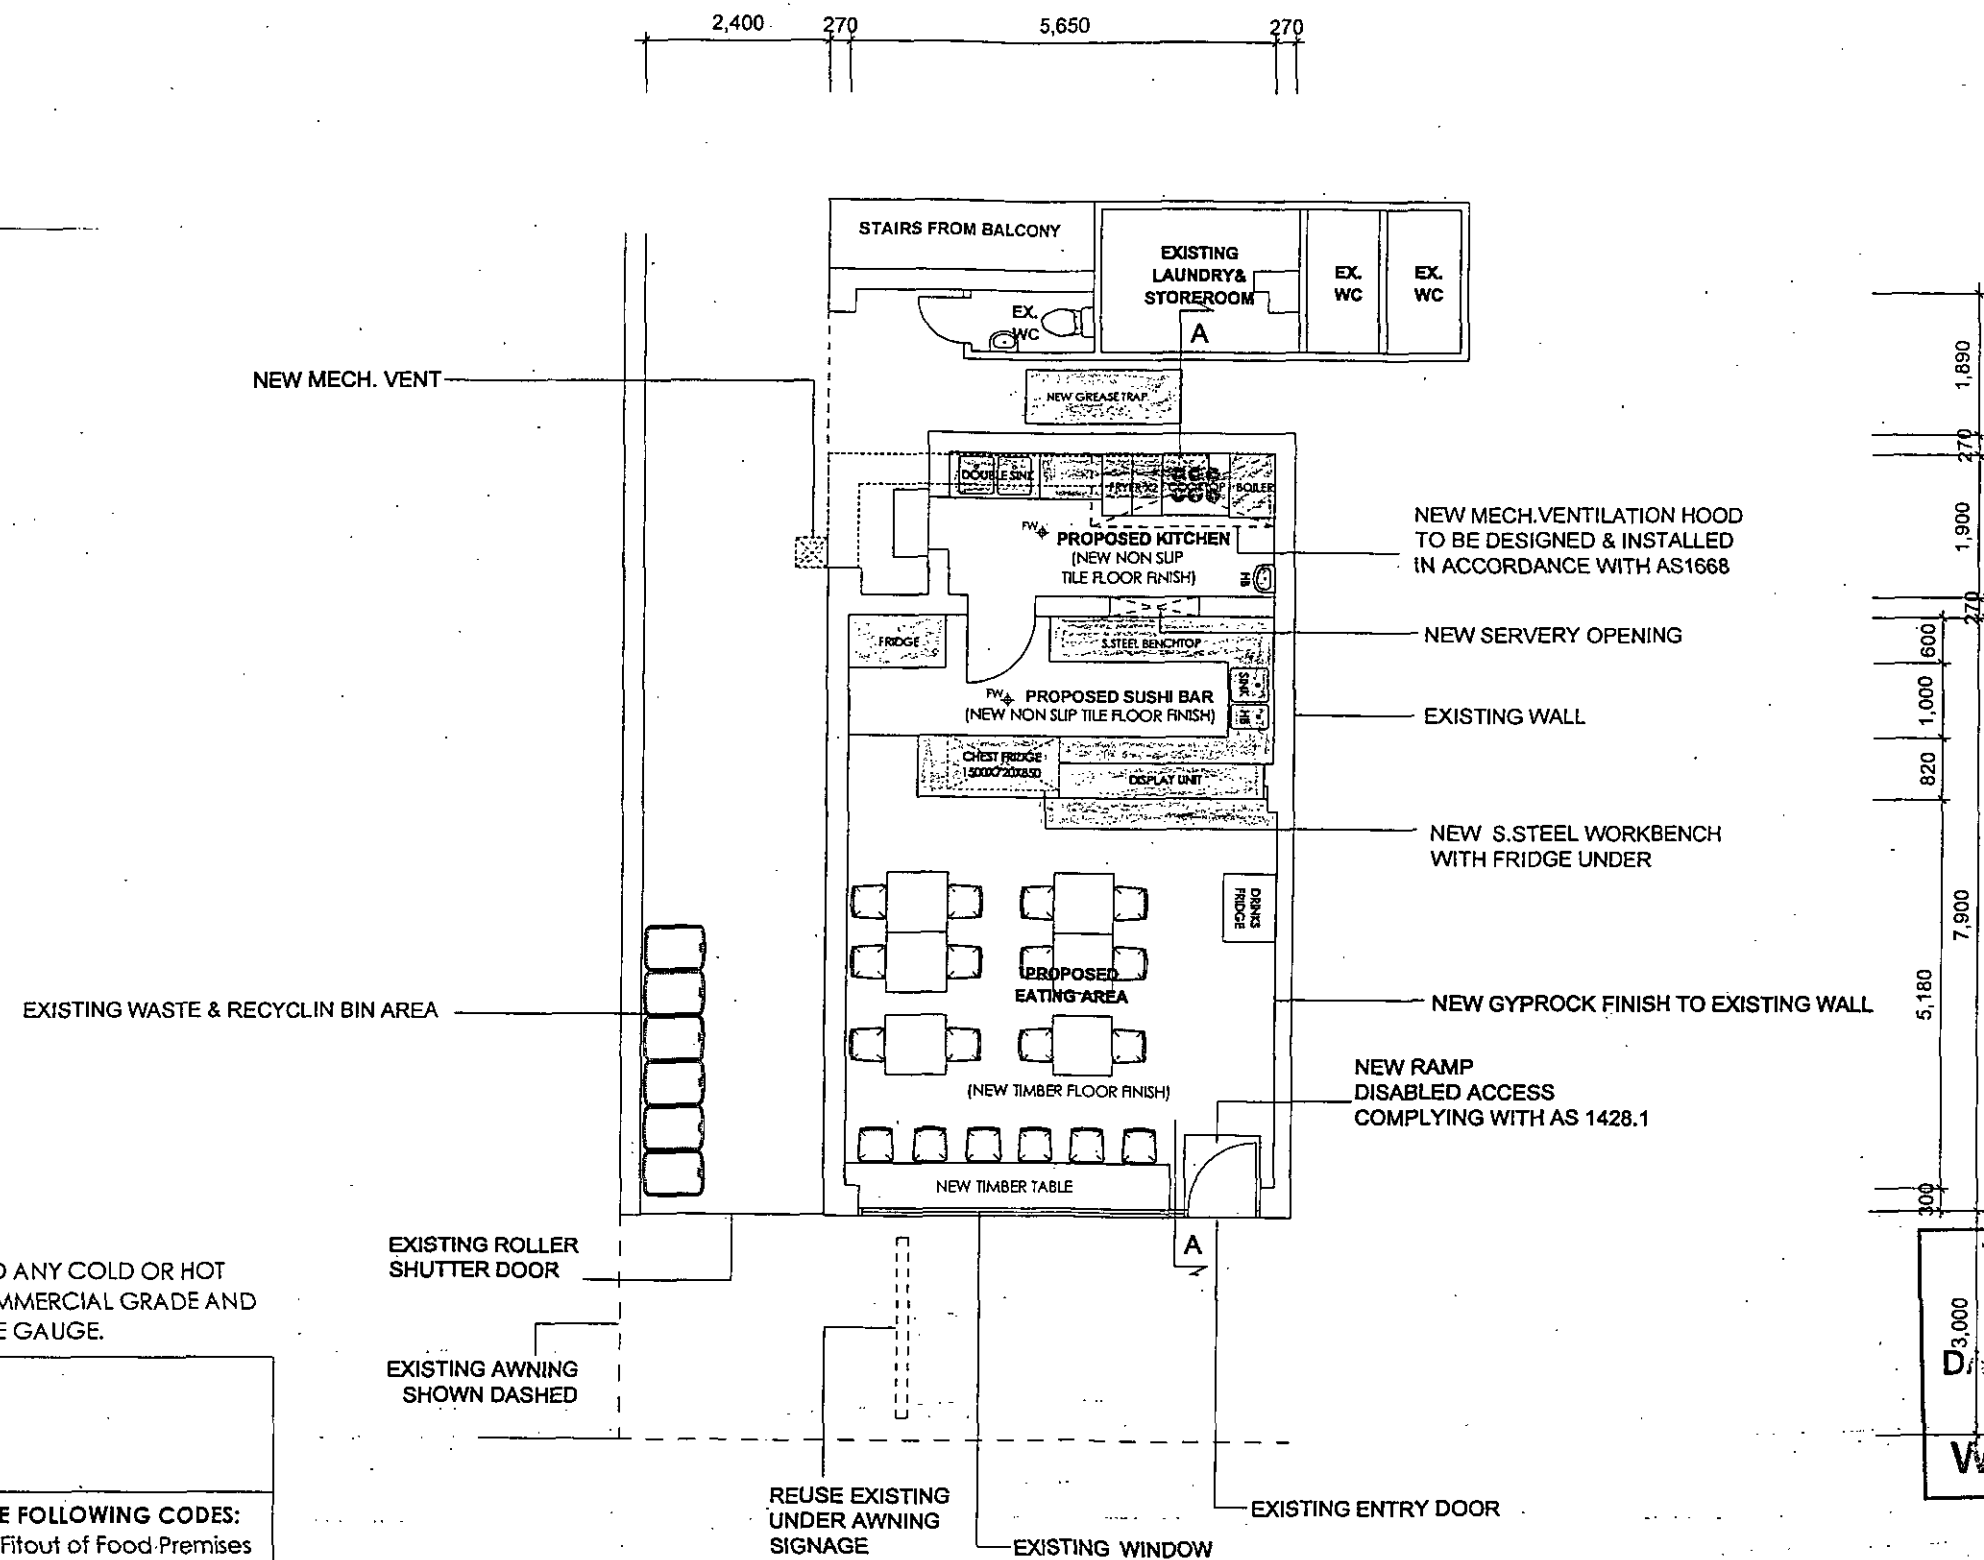 2,400 270 5,650 270
STAIRS FROM BALCONY
EXISTING
LAUNDRY&
STOREROOM
EX.
WC
EX.
WC
EX.
WC
A
NEW MECH. VENT
NEW GREASE TRAP
DOUBLE SINK
FRYER X2
COOKTOP
BOILER
FW
PROPOSED KITCHEN
(NEW NON SLIP
TILE FLOOR FINISH)
HB
NEW MECH.VENTILATION HOOD
TO BE DESIGNED & INSTALLED
IN ACCORDANCE WITH AS1668
FRIDGE
S.STEEL BENCHTOP
NEW SERVERY OPENING
SINK
HB
FW
PROPOSED SUSHI BAR
(NEW NON SLIP TILE FLOOR FINISH)
EXISTING WALL
CHEST FRIDGE
1500X720X850
DISPLAY UNIT
NEW S.STEEL WORKBENCH
WITH FRIDGE UNDER
DRINKS
FRIDGE
PROPOSED
EATING AREA
EXISTING WASTE & RECYCLIN BIN AREA
NEW GYPROCK FINISH TO EXISTING WALL
(NEW TIMBER FLOOR FINISH)
NEW RAMP
DISABLED ACCESS
COMPLYING WITH AS 1428.1
NEW TIMBER TABLE
A
EXISTING ROLLER
SHUTTER DOOR
EXISTING AWNING
SHOWN DASHED
REUSE EXISTING
UNDER AWNING
SIGNAGE
EXISTING WINDOW
EXISTING ENTRY DOOR
1,890
270
1,900
270
600
1,000
820
7,900
5,180
300
3,000
ANY COLD OR HOT
MMERCIAL GRADE AND
E GAUGE.
E FOLLOWING CODES:
Fitout of Food Premises